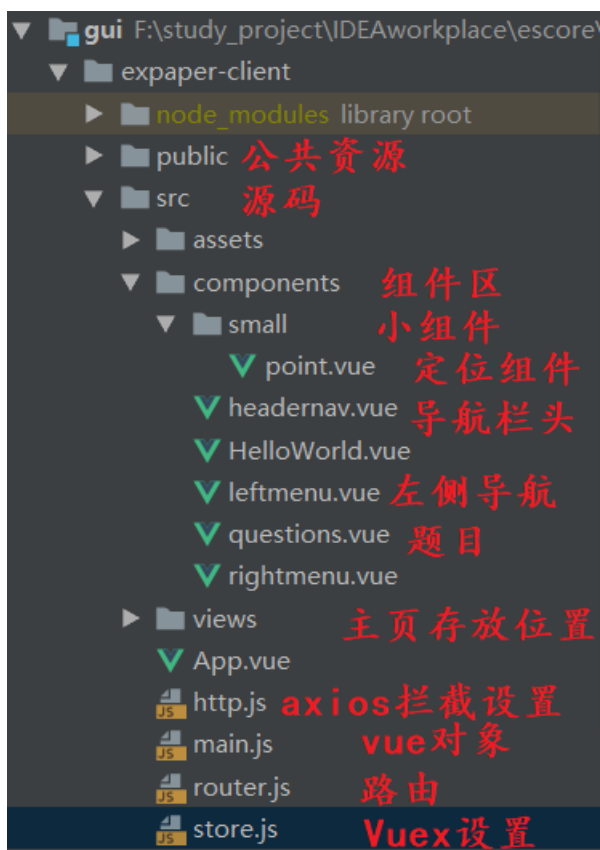 gui F:\study_project\IDEAworkplace\escore\
expaper-client
node_modules library root
public 公共资源
src 源码
assets
components 组件区
small 小组件
point.vue 定位组件
headernav.vue 导航栏头
HelloWorld.vue
leftmenu.vue 左侧导航
questions.vue 题目
rightmenu.vue
views 主页存放位置
App.vue
JS http.js axios拦截设置
JS main.js vue对象
JS router.js 路由
JS store.js Vuex设置